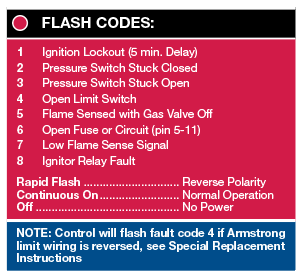 FLASH CODES:
1 Ignition Lockout (5 min. Delay)
2 Pressure Switch Stuck Closed
3 Pressure Switch Stuck Open
4 Open Limit Switch
5 Flame Sensed with Gas Valve Off
6 Open Fuse or Circuit (pin 5-11)
7 Low Flame Sense Signal
8 Ignitor Relay Fault
Rapid Flash .............................. Reverse Polarity
Continuous On ......................... Normal Operation
Off ............................................. No Power
NOTE: Control will flash fault code 4 if Armstrong
limit wiring is reversed, see Special Replacement
Instructions